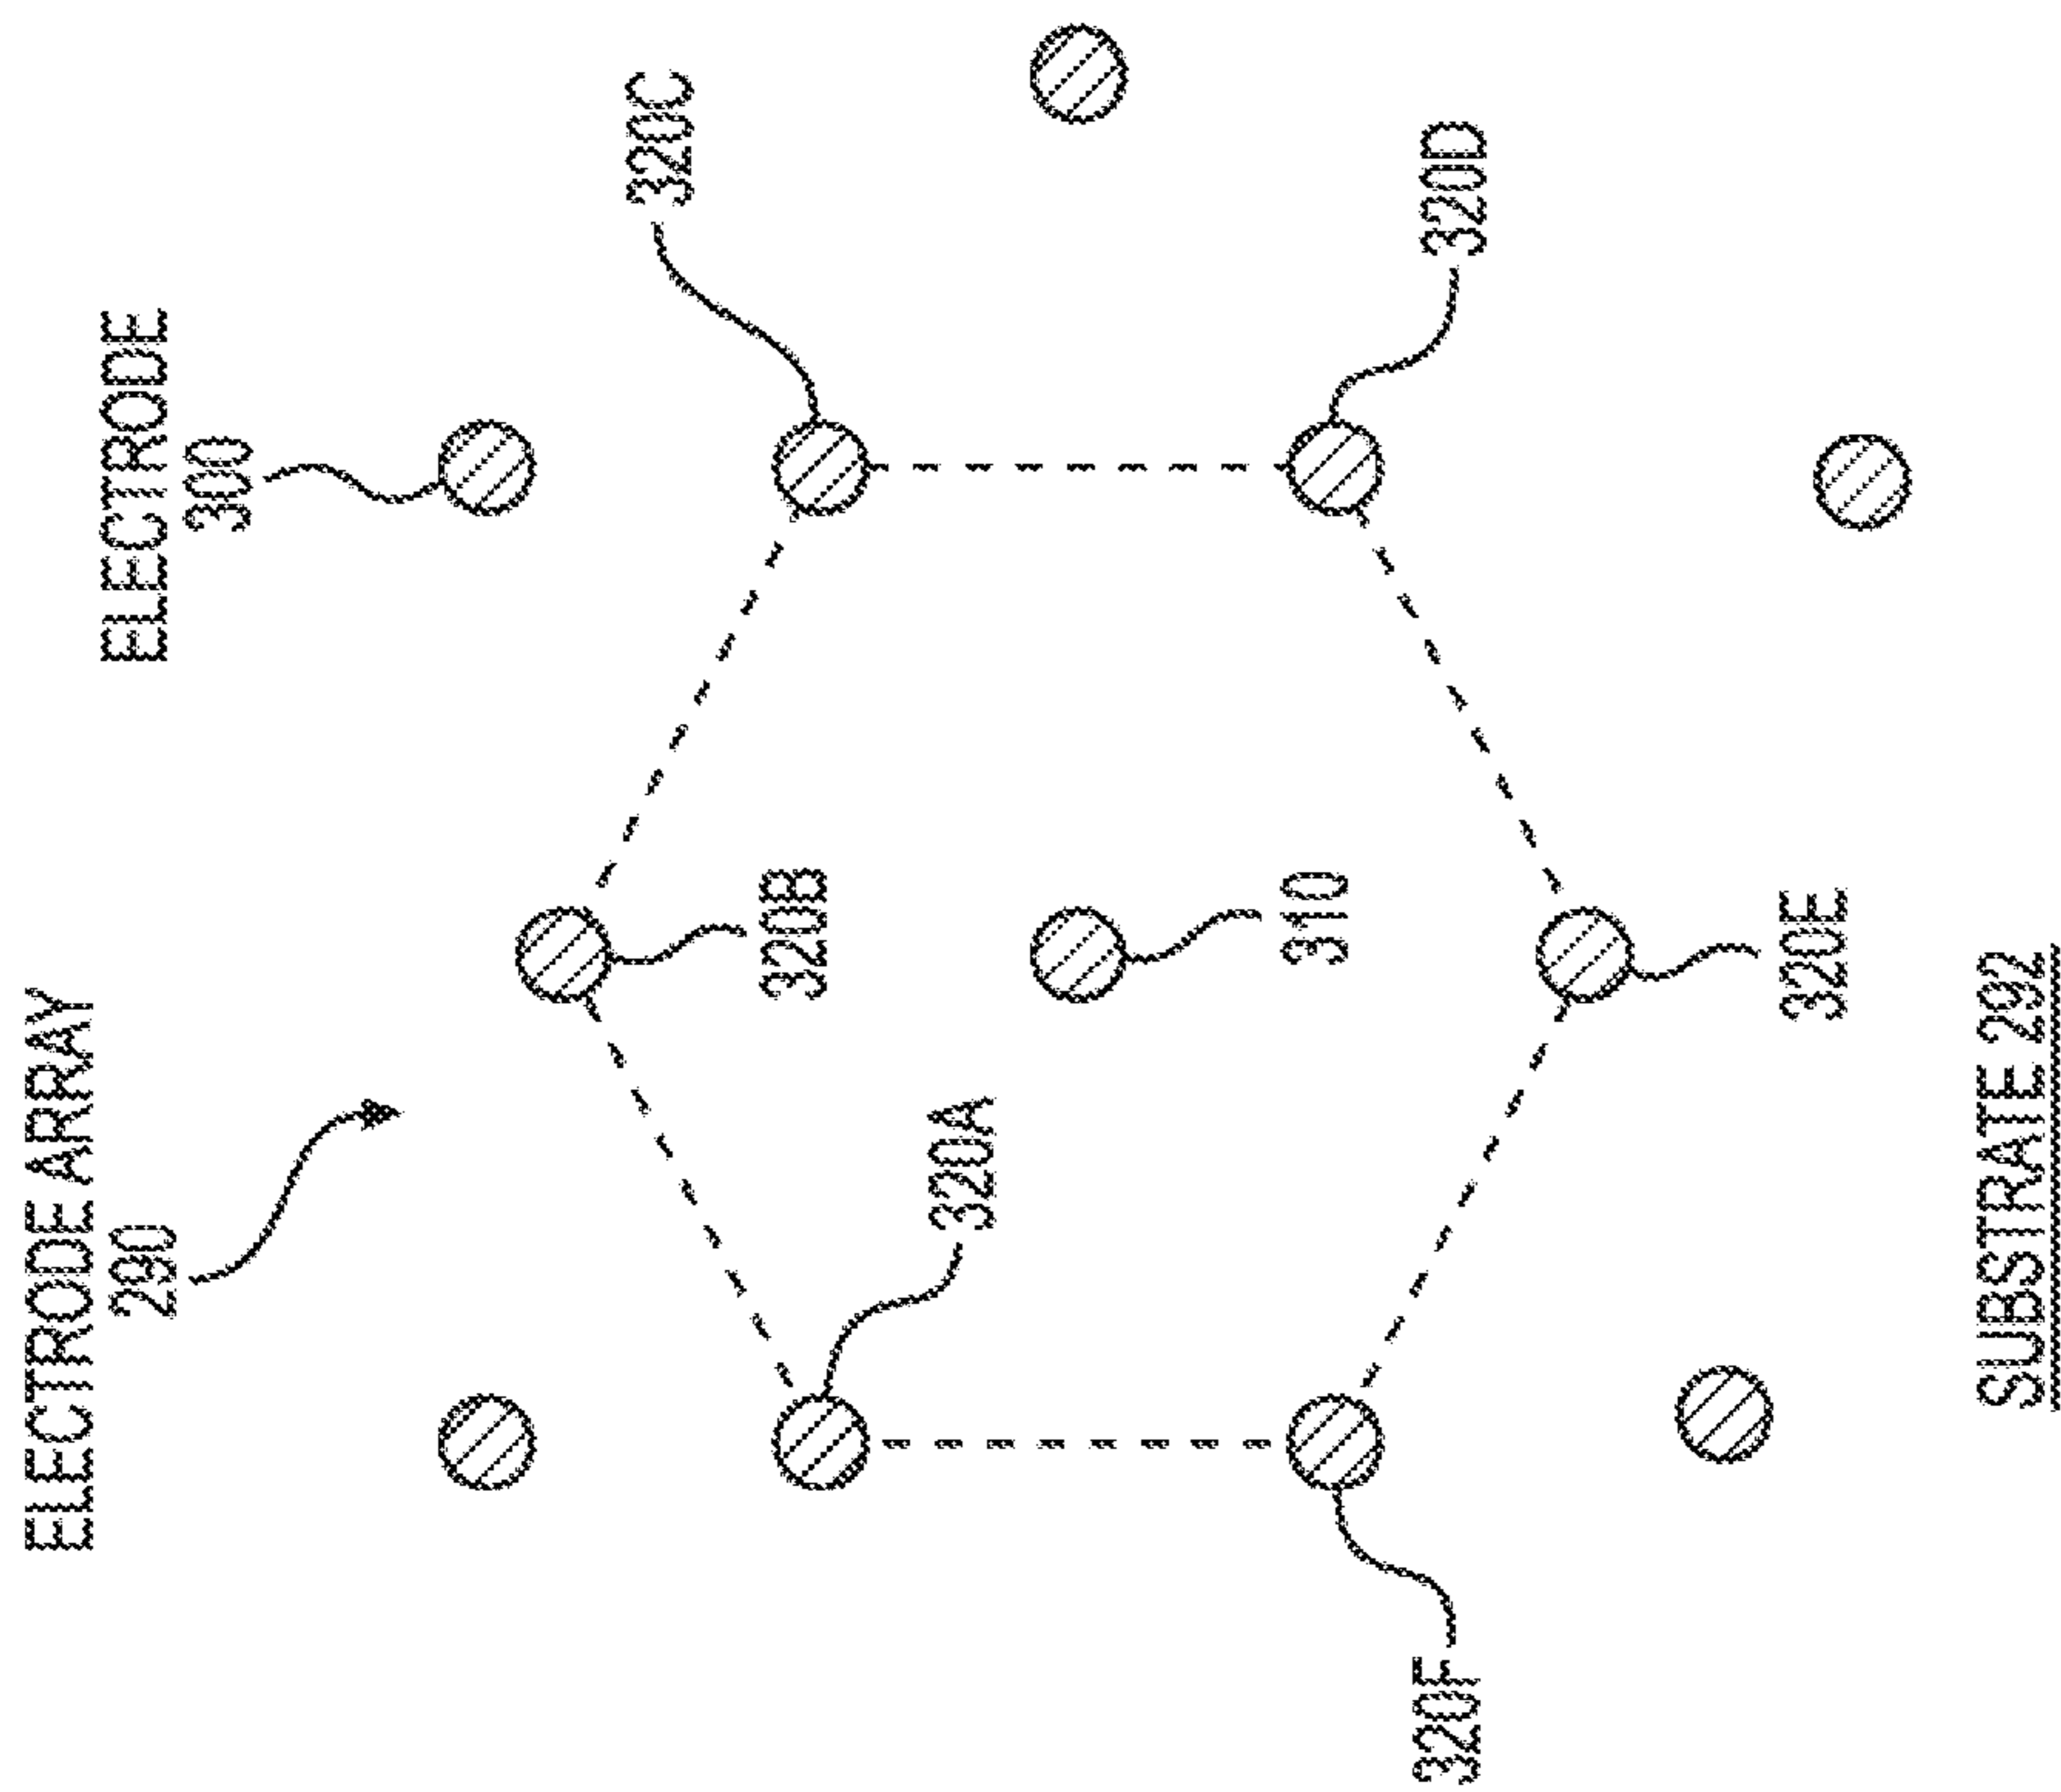 ELECTRODE ARRAY
290
ELECTRODE
300
320A
320B
320C
310
320F
320E
320D
SUBSTRATE 292